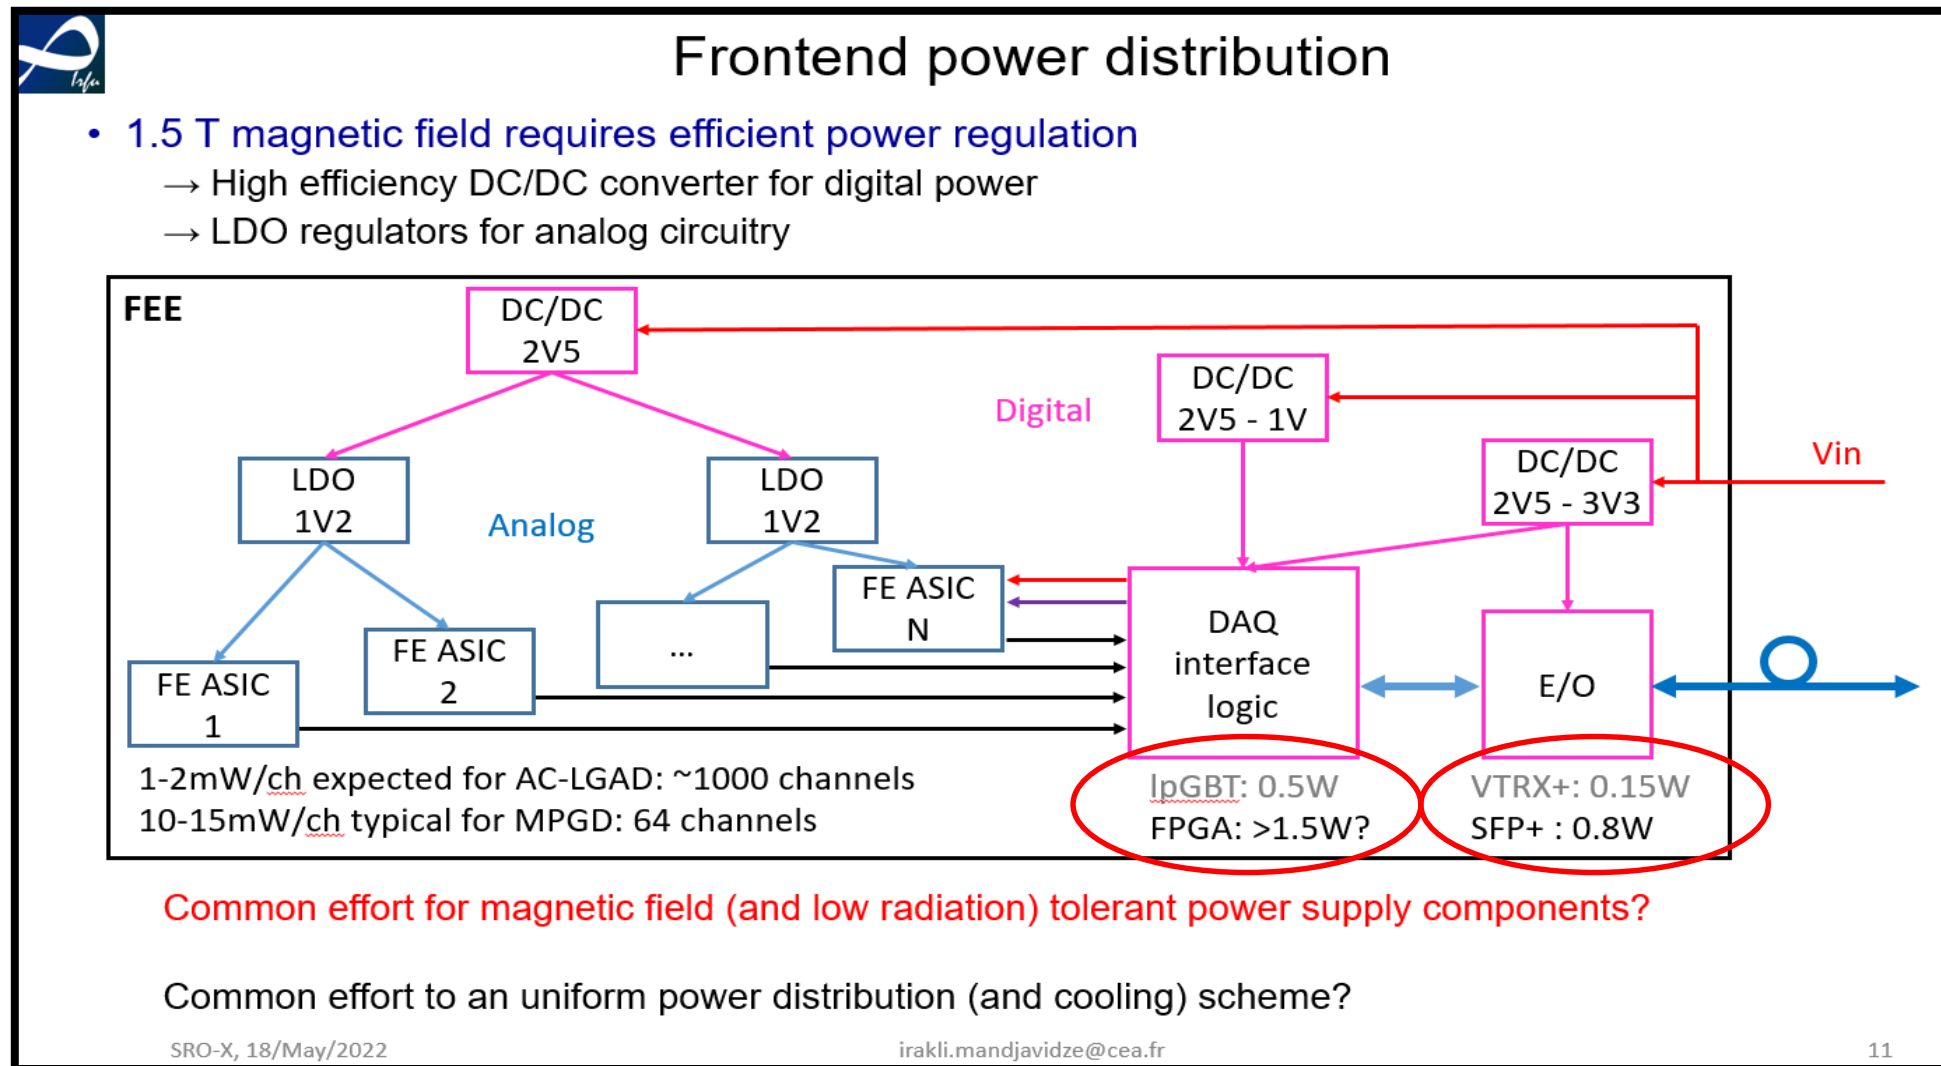 Irfu
Frontend power distribution
• 1.5 T magnetic field requires efficient power regulation
→ High efficiency DC/DC converter for digital power
→ LDO regulators for analog circuitry
FEE
DC/DC
2V5
DC/DC
2V5 - 1V
Digital
Vin
DC/DC
2V5 - 3V3
LDO
1V2
LDO
1V2
Analog
FE ASIC
N
...
FE ASIC
2
FE ASIC
1
DAQ
interface
logic
E/O
1-2mW/ch expected for AC-LGAD: ~1000 channels
10-15mW/ch typical for MPGD: 64 channels
lpGBT: 0.5W
FPGA: >1.5W?
VTRX+: 0.15W
SFP+ : 0.8W
Common effort for magnetic field (and low radiation) tolerant power supply components?
Common effort to an uniform power distribution (and cooling) scheme?
SRO-X, 18/May/2022
irakli.mandjavidze@cea.fr
11